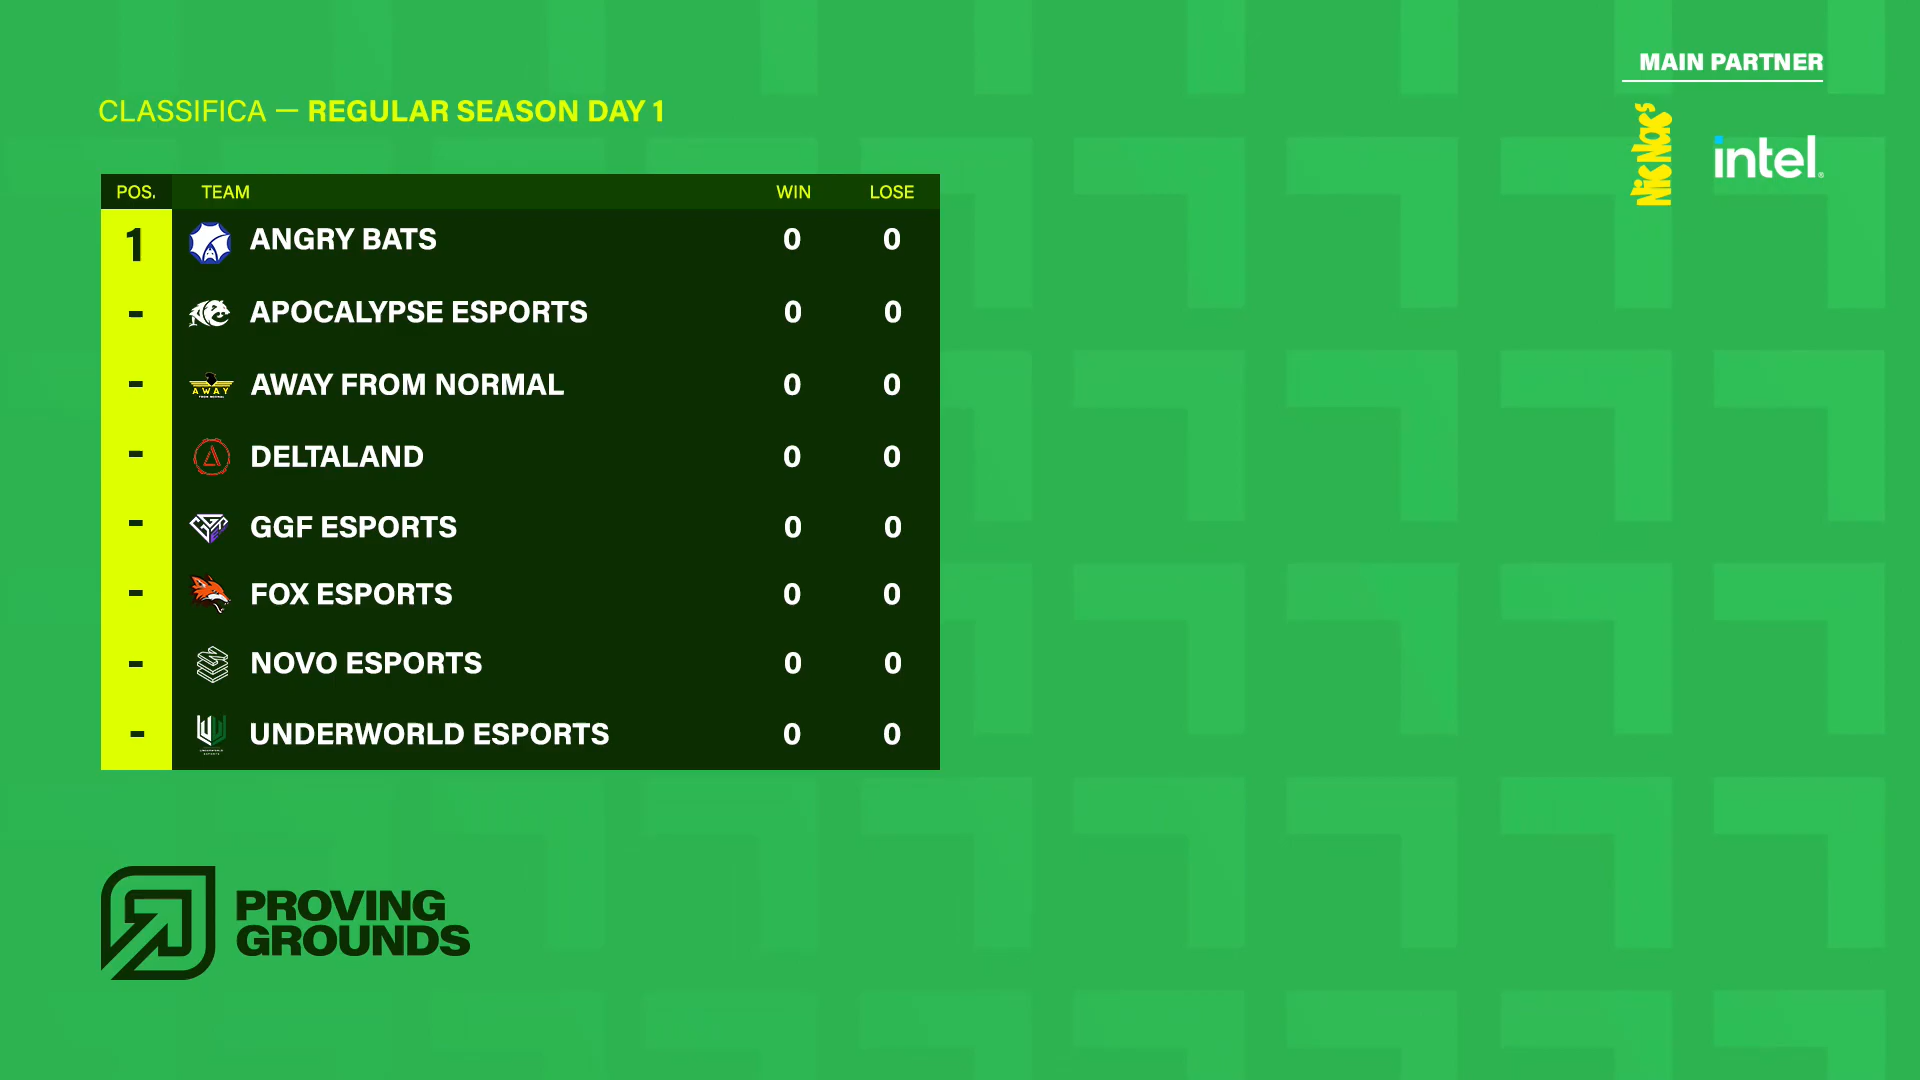 MAIN PARTNER
CLASSIFICA — REGULAR SEASON DAY 1
NicNac's
intel
POS. TEAM WIN LOSE
1 ANGRY BATS 0 0
- APOCALYPSE ESPORTS 0 0
- AWAY FROM NORMAL 0 0
AWAY
- DELTALAND 0 0
- GGF ESPORTS 0 0
- FOX ESPORTS 0 0
- NOVO ESPORTS 0 0
- UNDERWORLD ESPORTS 0 0
PROVING
GROUNDS